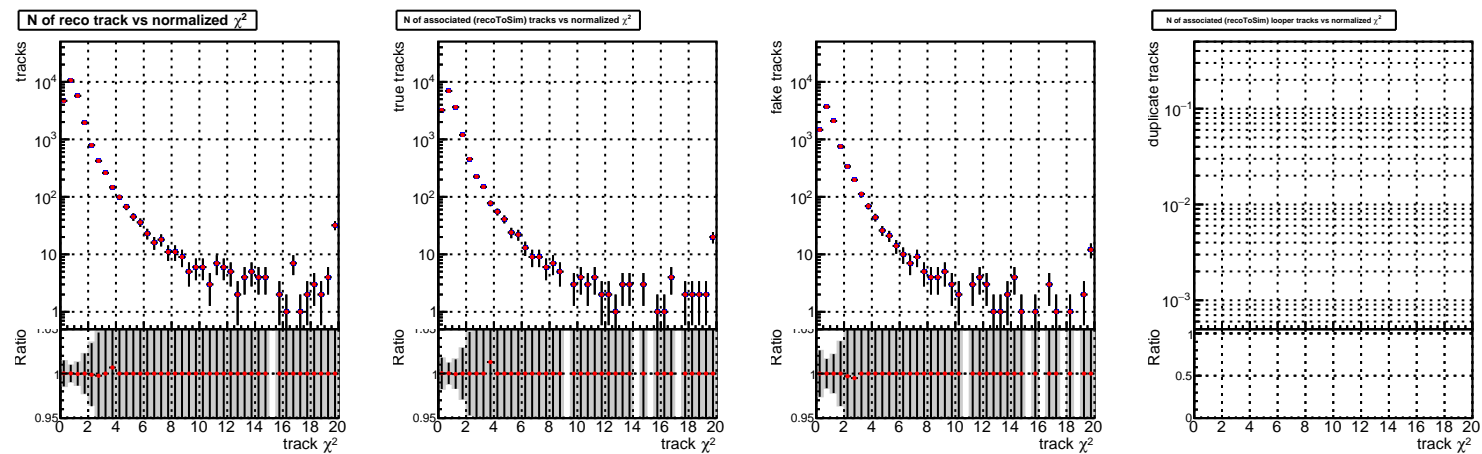 N of reco track vs normalized χ²
tracks
10⁴
10³
10²
10
1
Ratio
1.05
1
0.95
0 2 4 6 8 10 12 14 16 18 20
track χ²
N of associated (recoToSim) tracks vs normalized χ²
true tracks
10⁴
10³
10²
10
1
Ratio
1.05
1
0.95
0 2 4 6 8 10 12 14 16 18 20
track χ²
fake tracks
10⁴
10³
10²
10
1
Ratio
1.05
1
0.95
0 2 4 6 8 10 12 14 16 18 20
track χ²
N of associated (recoToSim) looper tracks vs normalized χ²
duplicate tracks
10⁻¹
10⁻²
10⁻³
Ratio
1
0.5
0
0 2 4 6 8 10 12 14 16 18 20
track χ²